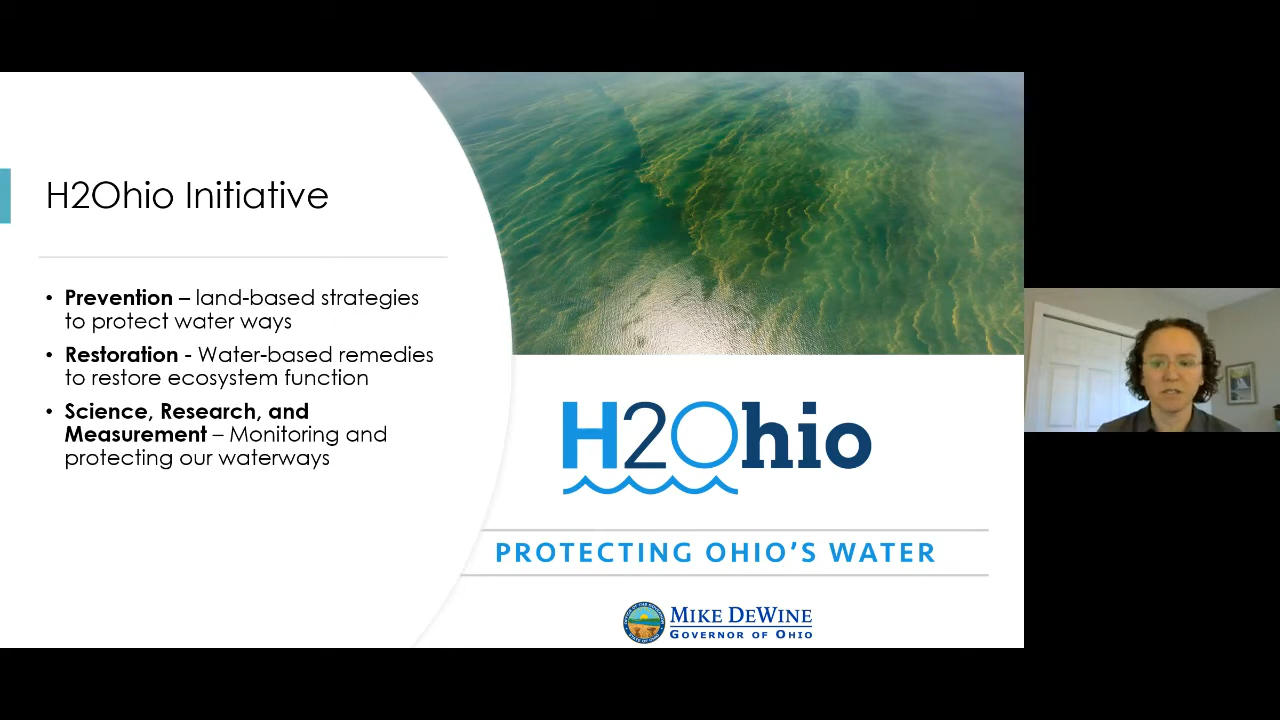 H2Ohio Initiative
• Prevention – land-based strategies
to protect water ways
• Restoration - Water-based remedies
to restore ecosystem function
• Science, Research, and
Measurement – Monitoring and
protecting our waterways
H2Ohio
PROTECTING OHIO'S WATER
MIKE DEWINE
GOVERNOR OF OHIO